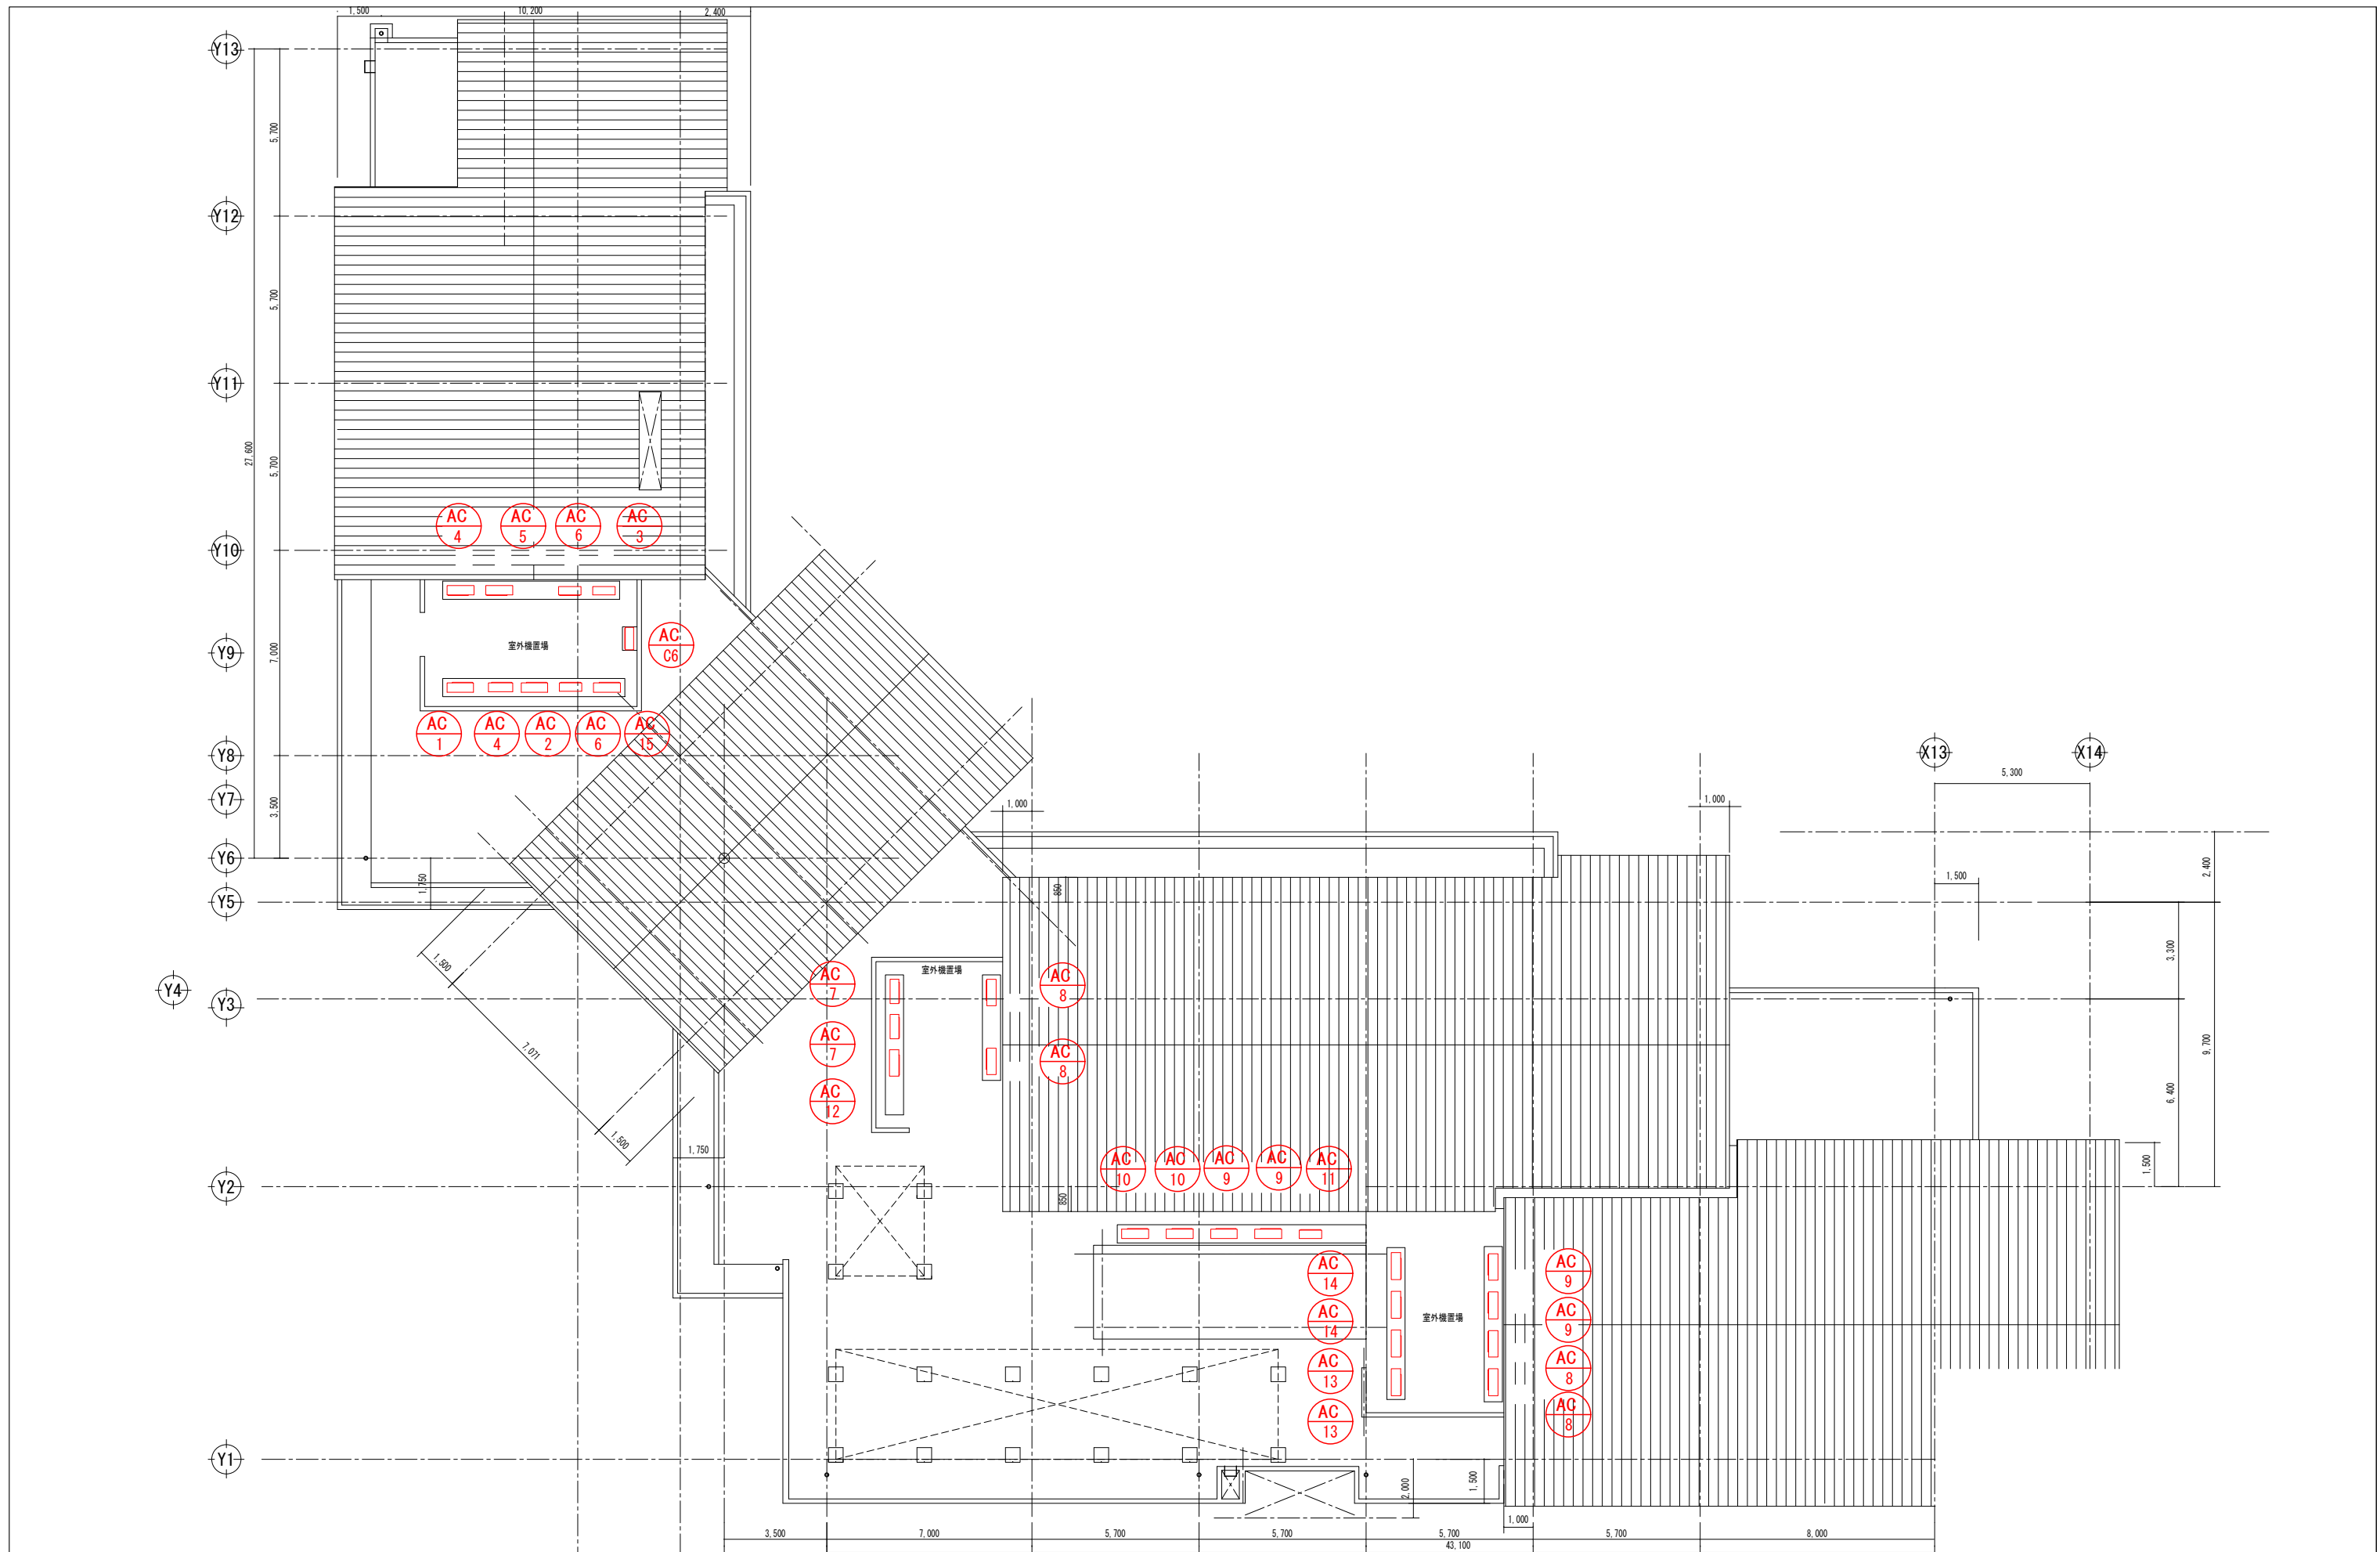 1,500
10,200
2,400
Y13
5,700
Y12
5,700
Y11
27,600
5,700
AC
4
AC
5
AC
6
AC
3
Y10
室外機置場
AC
C6
Y9
7,000
AC
1
AC
4
AC
2
AC
6
AC
15
Y8
Y7
3,500
X13
X14
5,300
1,000
1,000
Y6
1,750
Y5
850
1,500
2,400
1,500
室外機置場
3,300
AC
7
AC
8
Y4
Y3
7,071
AC
7
AC
8
9,700
AC
12
6,400
1,500
1,750
AC
10
AC
10
AC
9
AC
9
AC
11
1,500
Y2
850
AC
14
AC
9
室外機置場
AC
14
AC
9
AC
13
AC
8
AC
13
AC
8
Y1
2,000
1,500
1,000
3,500
7,000
5,700
5,700
5,700
5,700
8,000
43,100